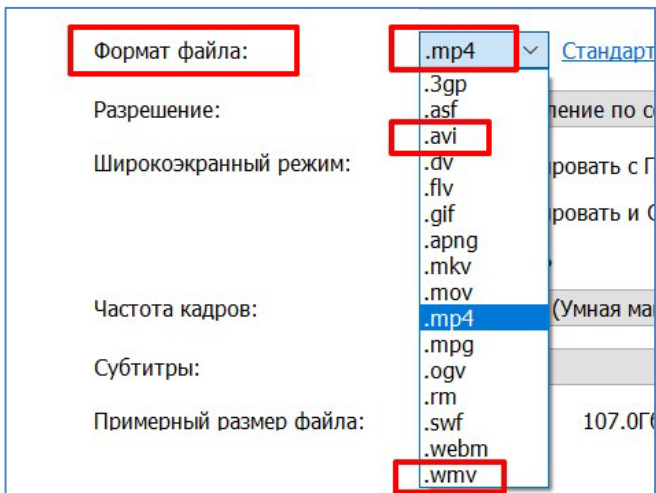 Формат файла: .mp4 Стандарт
.3gp
Разрешение: .asf ление по с
.avi
Широкоэкранный режим: .dv ровать с
.flv
.gif ровать и
.apng
.mkv
.mov
Частота кадров: .mp4 (Умная ма
.mpg
Субтитры: .ogv
.rm
Примерный размер файла: .swf 107.0Г
.webm
.wmv